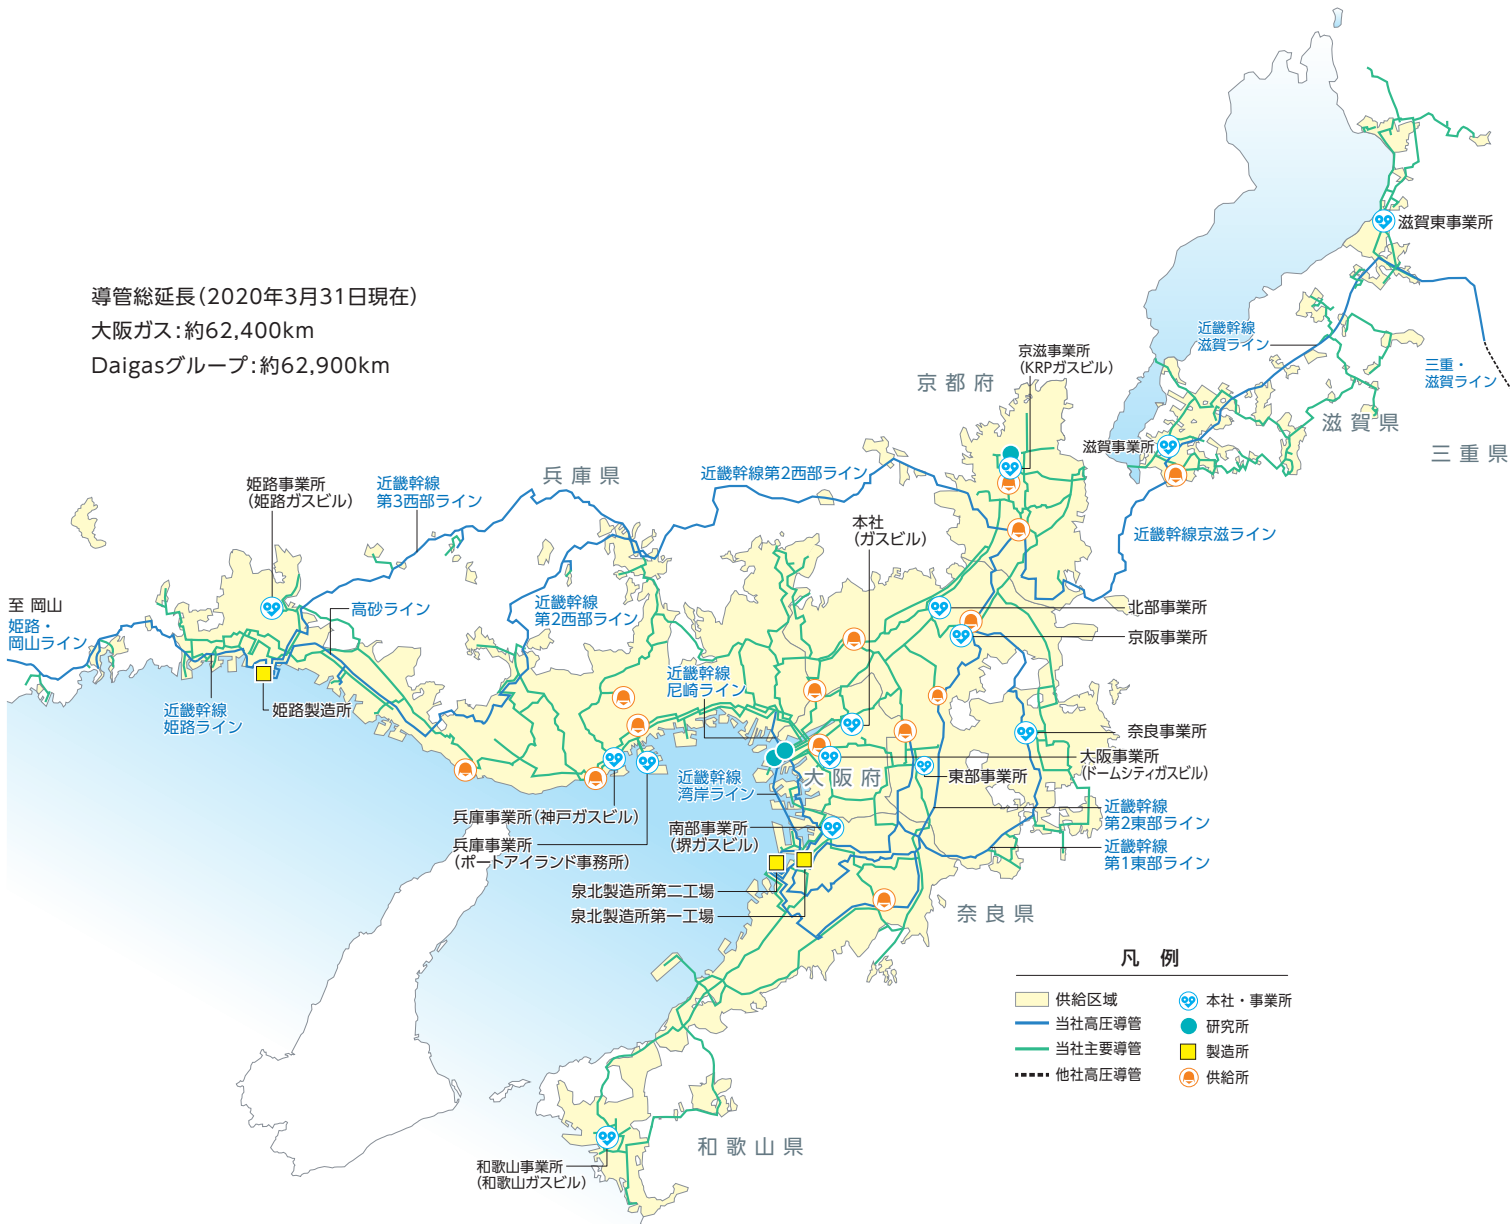 導管総延長（2020年3月31日現在）
大阪ガス：約62,400km
Daigasグループ：約62,900km
滋賀東事業所
近畿幹線
滋賀ライン
三重・
滋賀ライン
京滋事業所
（KRPガスビル）
京都府
滋賀県
三重県
滋賀事業所
兵庫県
近畿幹線第2西部ライン
姫路事業所
（姫路ガスビル）
近畿幹線
第3西部ライン
本社
（ガスビル）
近畿幹線京滋ライン
至 岡山
姫路・
岡山ライン
高砂ライン
近畿幹線
第2西部ライン
北部事業所
京阪事業所
近畿幹線
尼崎ライン
近畿幹線
姫路ライン
姫路製造所
奈良事業所
大阪事業所
（ドームシティガスビル）
大阪府
東部事業所
近畿幹線
湾岸ライン
近畿幹線
第2東部ライン
兵庫事業所（神戸ガスビル）
兵庫事業所
（ポートアイランド事務所）
南部事業所
（堺ガスビル）
近畿幹線
第1東部ライン
泉北製造所第二工場
泉北製造所第一工場
奈良県
凡 例
供給区域
当社高圧導管
当社主要導管
他社高圧導管
本社・事業所
研究所
製造所
供給所
和歌山県
和歌山事業所
（和歌山ガスビル）